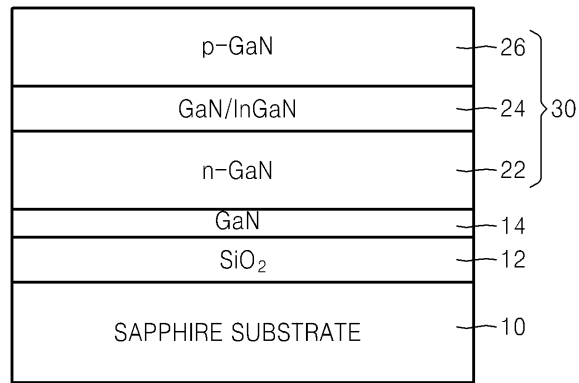 p-GaN 26
GaN/InGaN 24 30
n-GaN 22
GaN 14
SiO₂ 12
SAPPHIRE SUBSTRATE 10